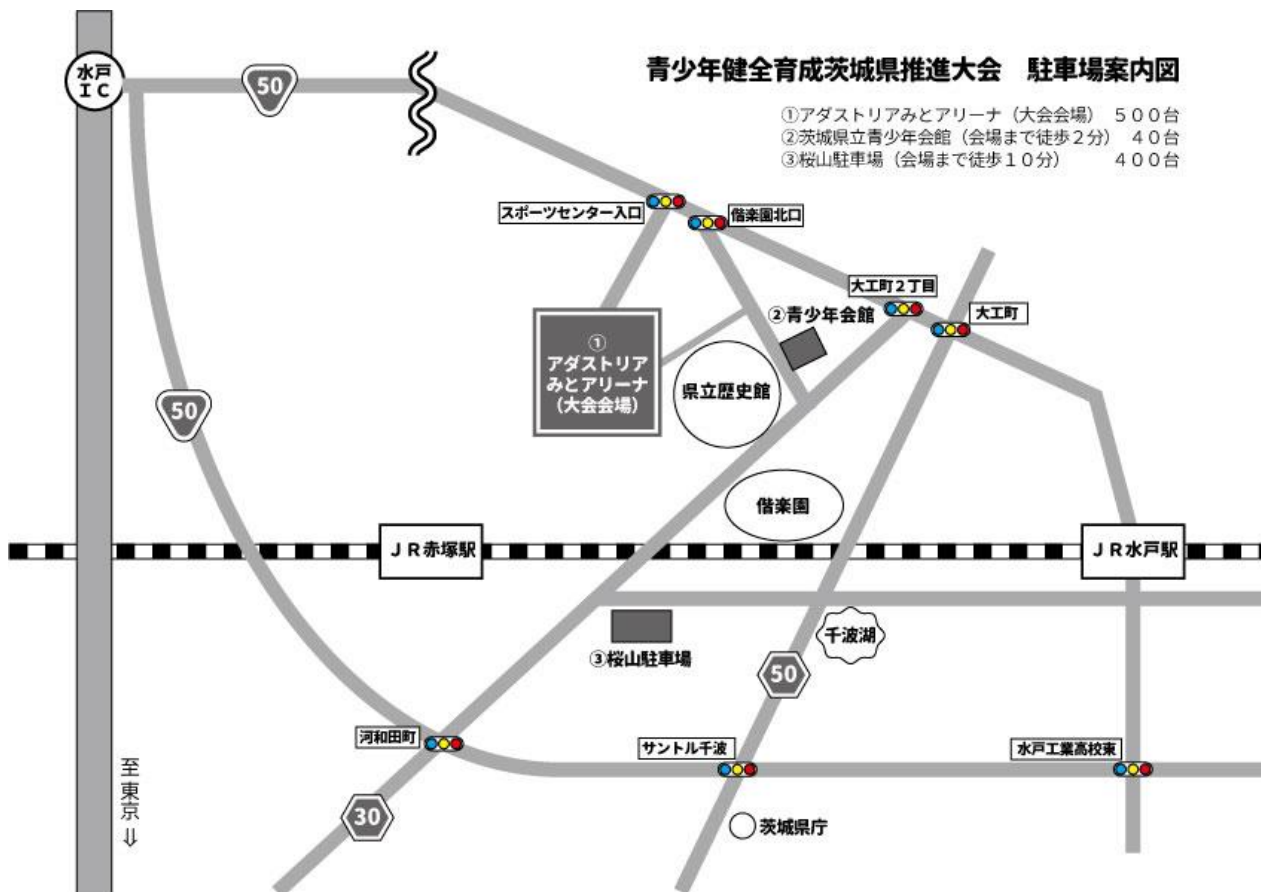 青少年健全育成茨城県推進大会　駐車場案内図
①アダストリアみとアリーナ（大会会場）　５００台
②茨城県立青少年会館（会場まで徒歩２分）　４０台
③桜山駐車場（会場まで徒歩１０分）　４００台
水戸
ＩＣ
50
スポーツセンター入口
偕楽園北口
大工町２丁目
大工町
②青少年会館
①
アダストリア
みとアリーナ
（大会会場）
県立歴史館
50
偕楽園
ＪＲ赤塚駅
ＪＲ水戸駅
千波湖
③桜山駐車場
50
河和田町
サントル千波
水戸工業高校東
至東京⇩
30
茨城県庁